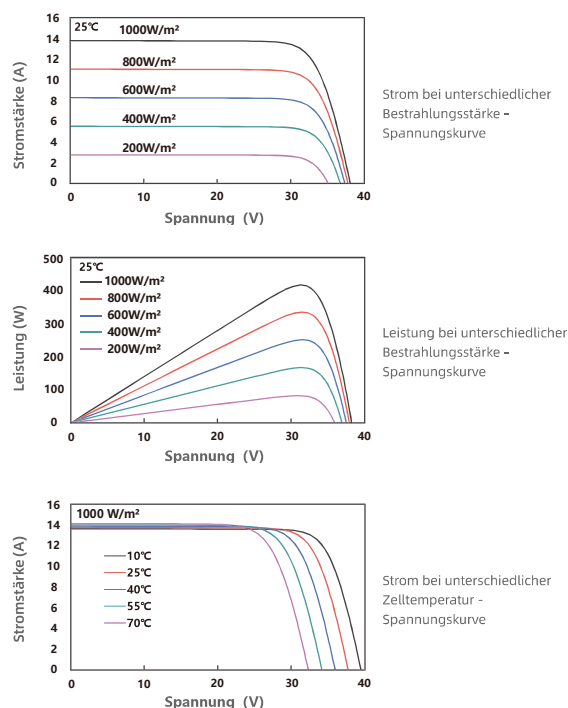 16
14
12
10
8
6
4
2
0
25℃
1000W/m²
800W/m²
600W/m²
400W/m²
200W/m²
Stromstärke (A)
0
10
20
30
40
Spannung (V)
Strom bei unterschiedlicher
Bestrahlungsstärke –
Spannungskurve
500
400
300
200
100
0
25℃
1000W/m²
800W/m²
600W/m²
400W/m²
200W/m²
Leistung (W)
0
10
20
30
40
Spannung (V)
Leistung bei unterschiedlicher
Bestrahlungsstärke –
Spannungskurve
16
14
12
10
8
6
4
2
0
1000 W/m²
10℃
25℃
40℃
55℃
70℃
Stromstärke (A)
0
10
20
30
40
Spannung (V)
Strom bei unterschiedlicher
Zelltemperatur -
Spannungskurve